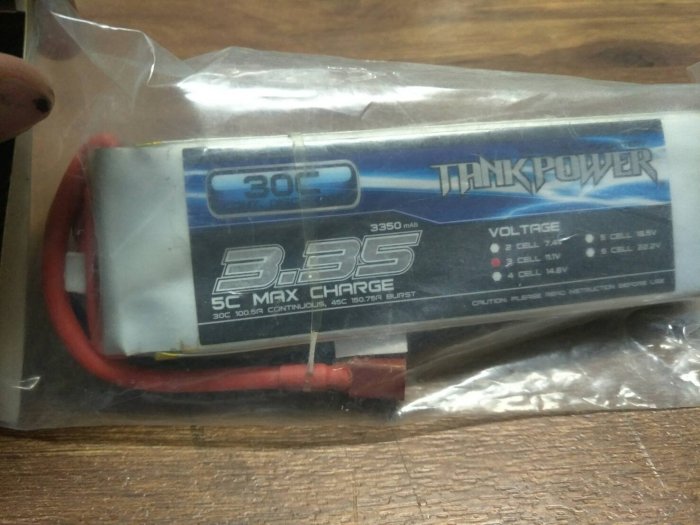 30C
TANKPOWER
3350 mAh
3.35
5C MAX CHARGE
30C 100.5A CONTINUOUS, 45C 150.75A BURST
VOLTAGE
2 CELL 7.4V
3 CELL 11.1V
4 CELL 14.8V
5 CELL 18.5V
6 CELL 22.2V
CAUTION: PLEASE READ INSTRUCTION BEFORE USE